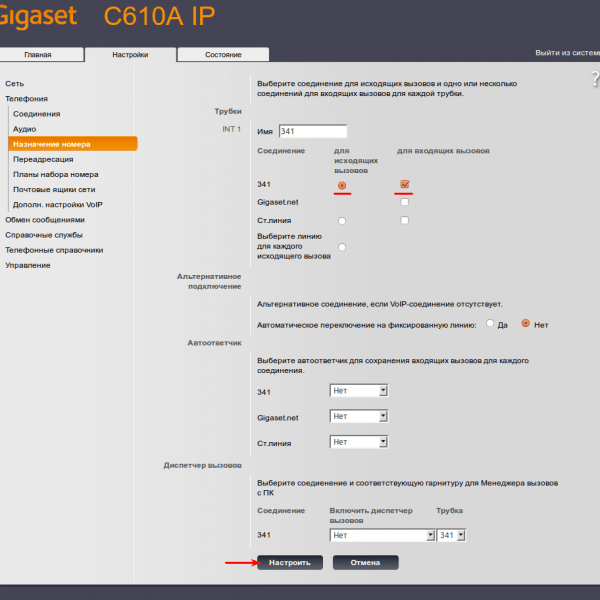 Gigaset C610A IP
Главная Настройки Состояние Выйти из систем
?
Сеть
Телефония
Соединения
Аудио
Назначение номера
Переадресация
Планы набора номера
Почтовые ящики сети
Дополн. настройки VoIP
Обмен сообщениями
Справочные службы
Телефонные справочники
Управление
Выберите соединение для исходящих вызовов и одно или несколько
соединений для входящих вызовов для каждой трубки.
Трубки
INT 1 Имя 341
Соединение для исходящих вызовов для входящих вызовов
341
Gigaset.net
Ст.линия
Выберите линию
для каждого
исходящего вызова
Альтернативное
подключение
Альтернативное соединение, если VoIP-соединение отсутствует.
Автоматическое переключение на фиксированную линию: Да Нет
Автоответчик
Выберите автоответчик для сохранения входящих вызовов для каждого
соединения.
341 Нет
Gigaset.net Нет
Ст.линия Нет
Диспетчер вызовов
Выберите соединение и соответствующую гарнитуру для Менеджера вызовов
с ПК
Соединение Включить диспетчер вызовов Трубка
341 Нет 341
Настроить Отмена